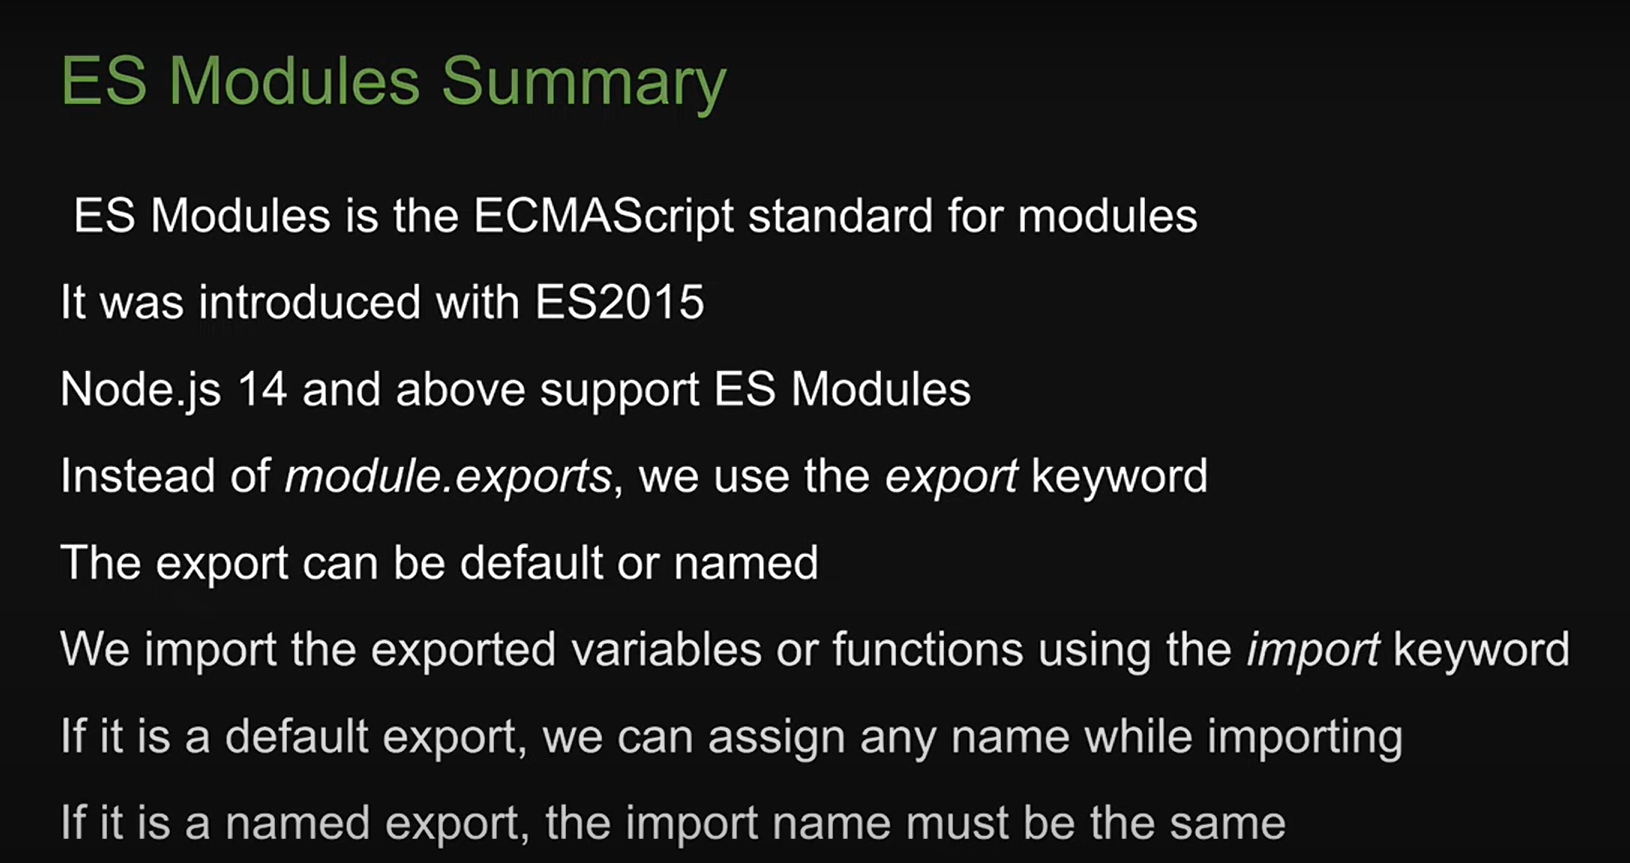 ES Modules Summary
ES Modules is the ECMAScript standard for modules
It was introduced with ES2015
Node.js 14 and above support ES Modules
Instead of module.exports, we use the export keyword
The export can be default or named
We import the exported variables or functions using the import keyword
If it is a default export, we can assign any name while importing
If it is a named export, the import name must be the same